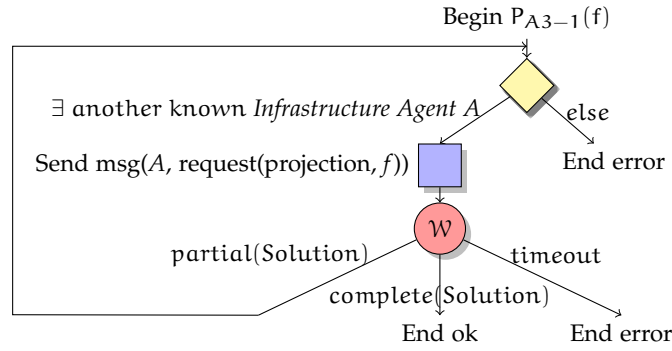 Begin P_{A3−1}(f)
∃ another known Infrastructure Agent A
else
End error
Send msg(A, request(projection, f))
W
partial(Solution)
timeout
complete(Solution)
End ok
End error